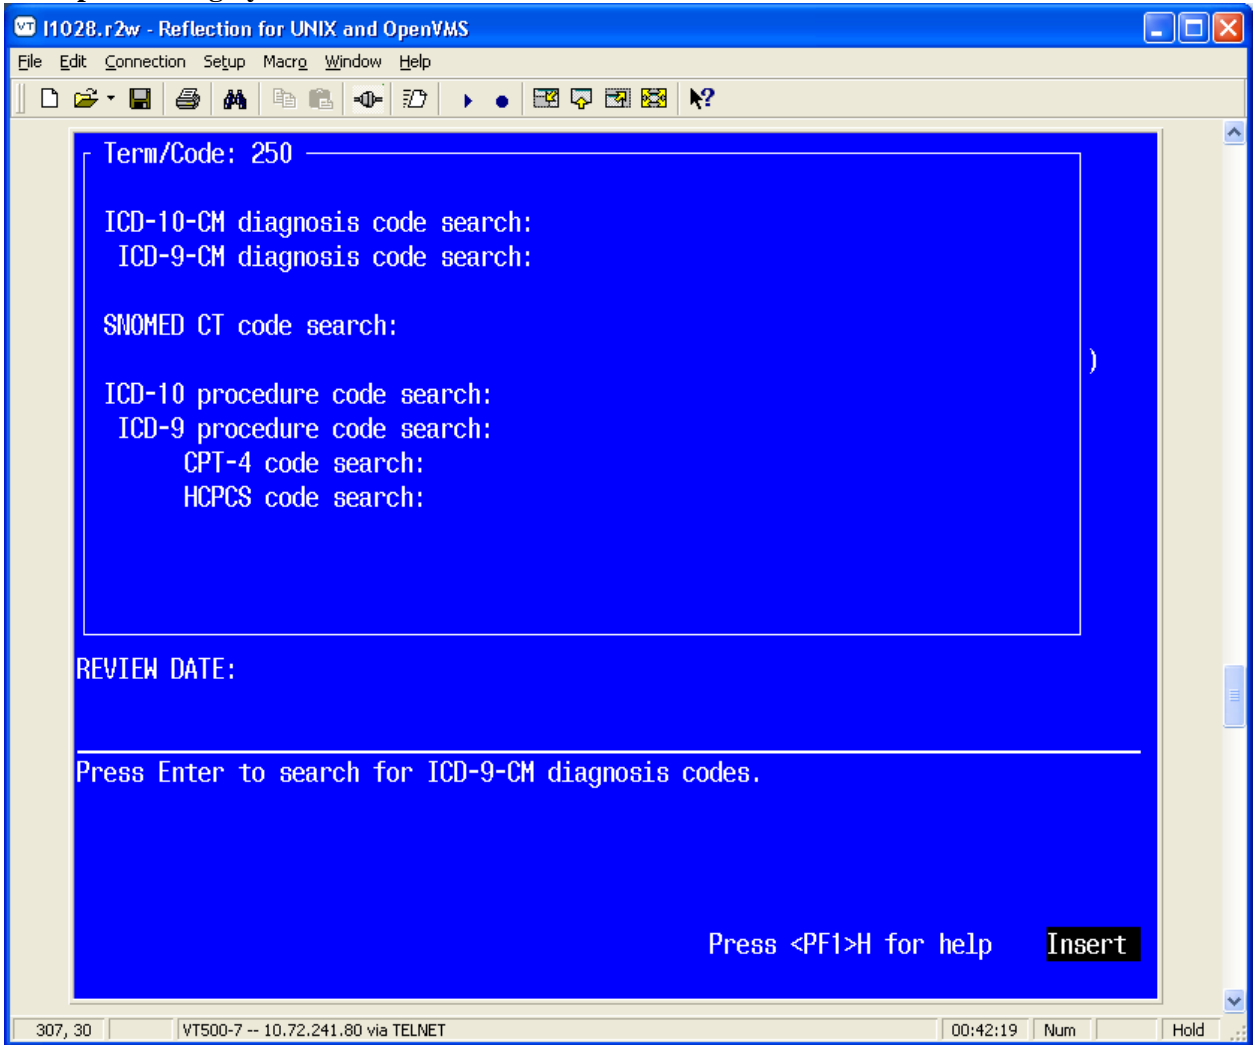 I1028.r2w - Reflection for UNIX and OpenVMS
File Edit Connection Setup Macro Window Help
Term/Code: 250
ICD-10-CM diagnosis code search:
ICD-9-CM diagnosis code search:
SNOMED CT code search:
)
ICD-10 procedure code search:
ICD-9 procedure code search:
CPT-4 code search:
HCPCS code search:
REVIEW DATE:
Press Enter to search for ICD-9-CM diagnosis codes.
Press <PF1>H for help Insert
307, 30 VT500-7 -- 10.72.241.80 via TELNET 00:42:19 Num Hold